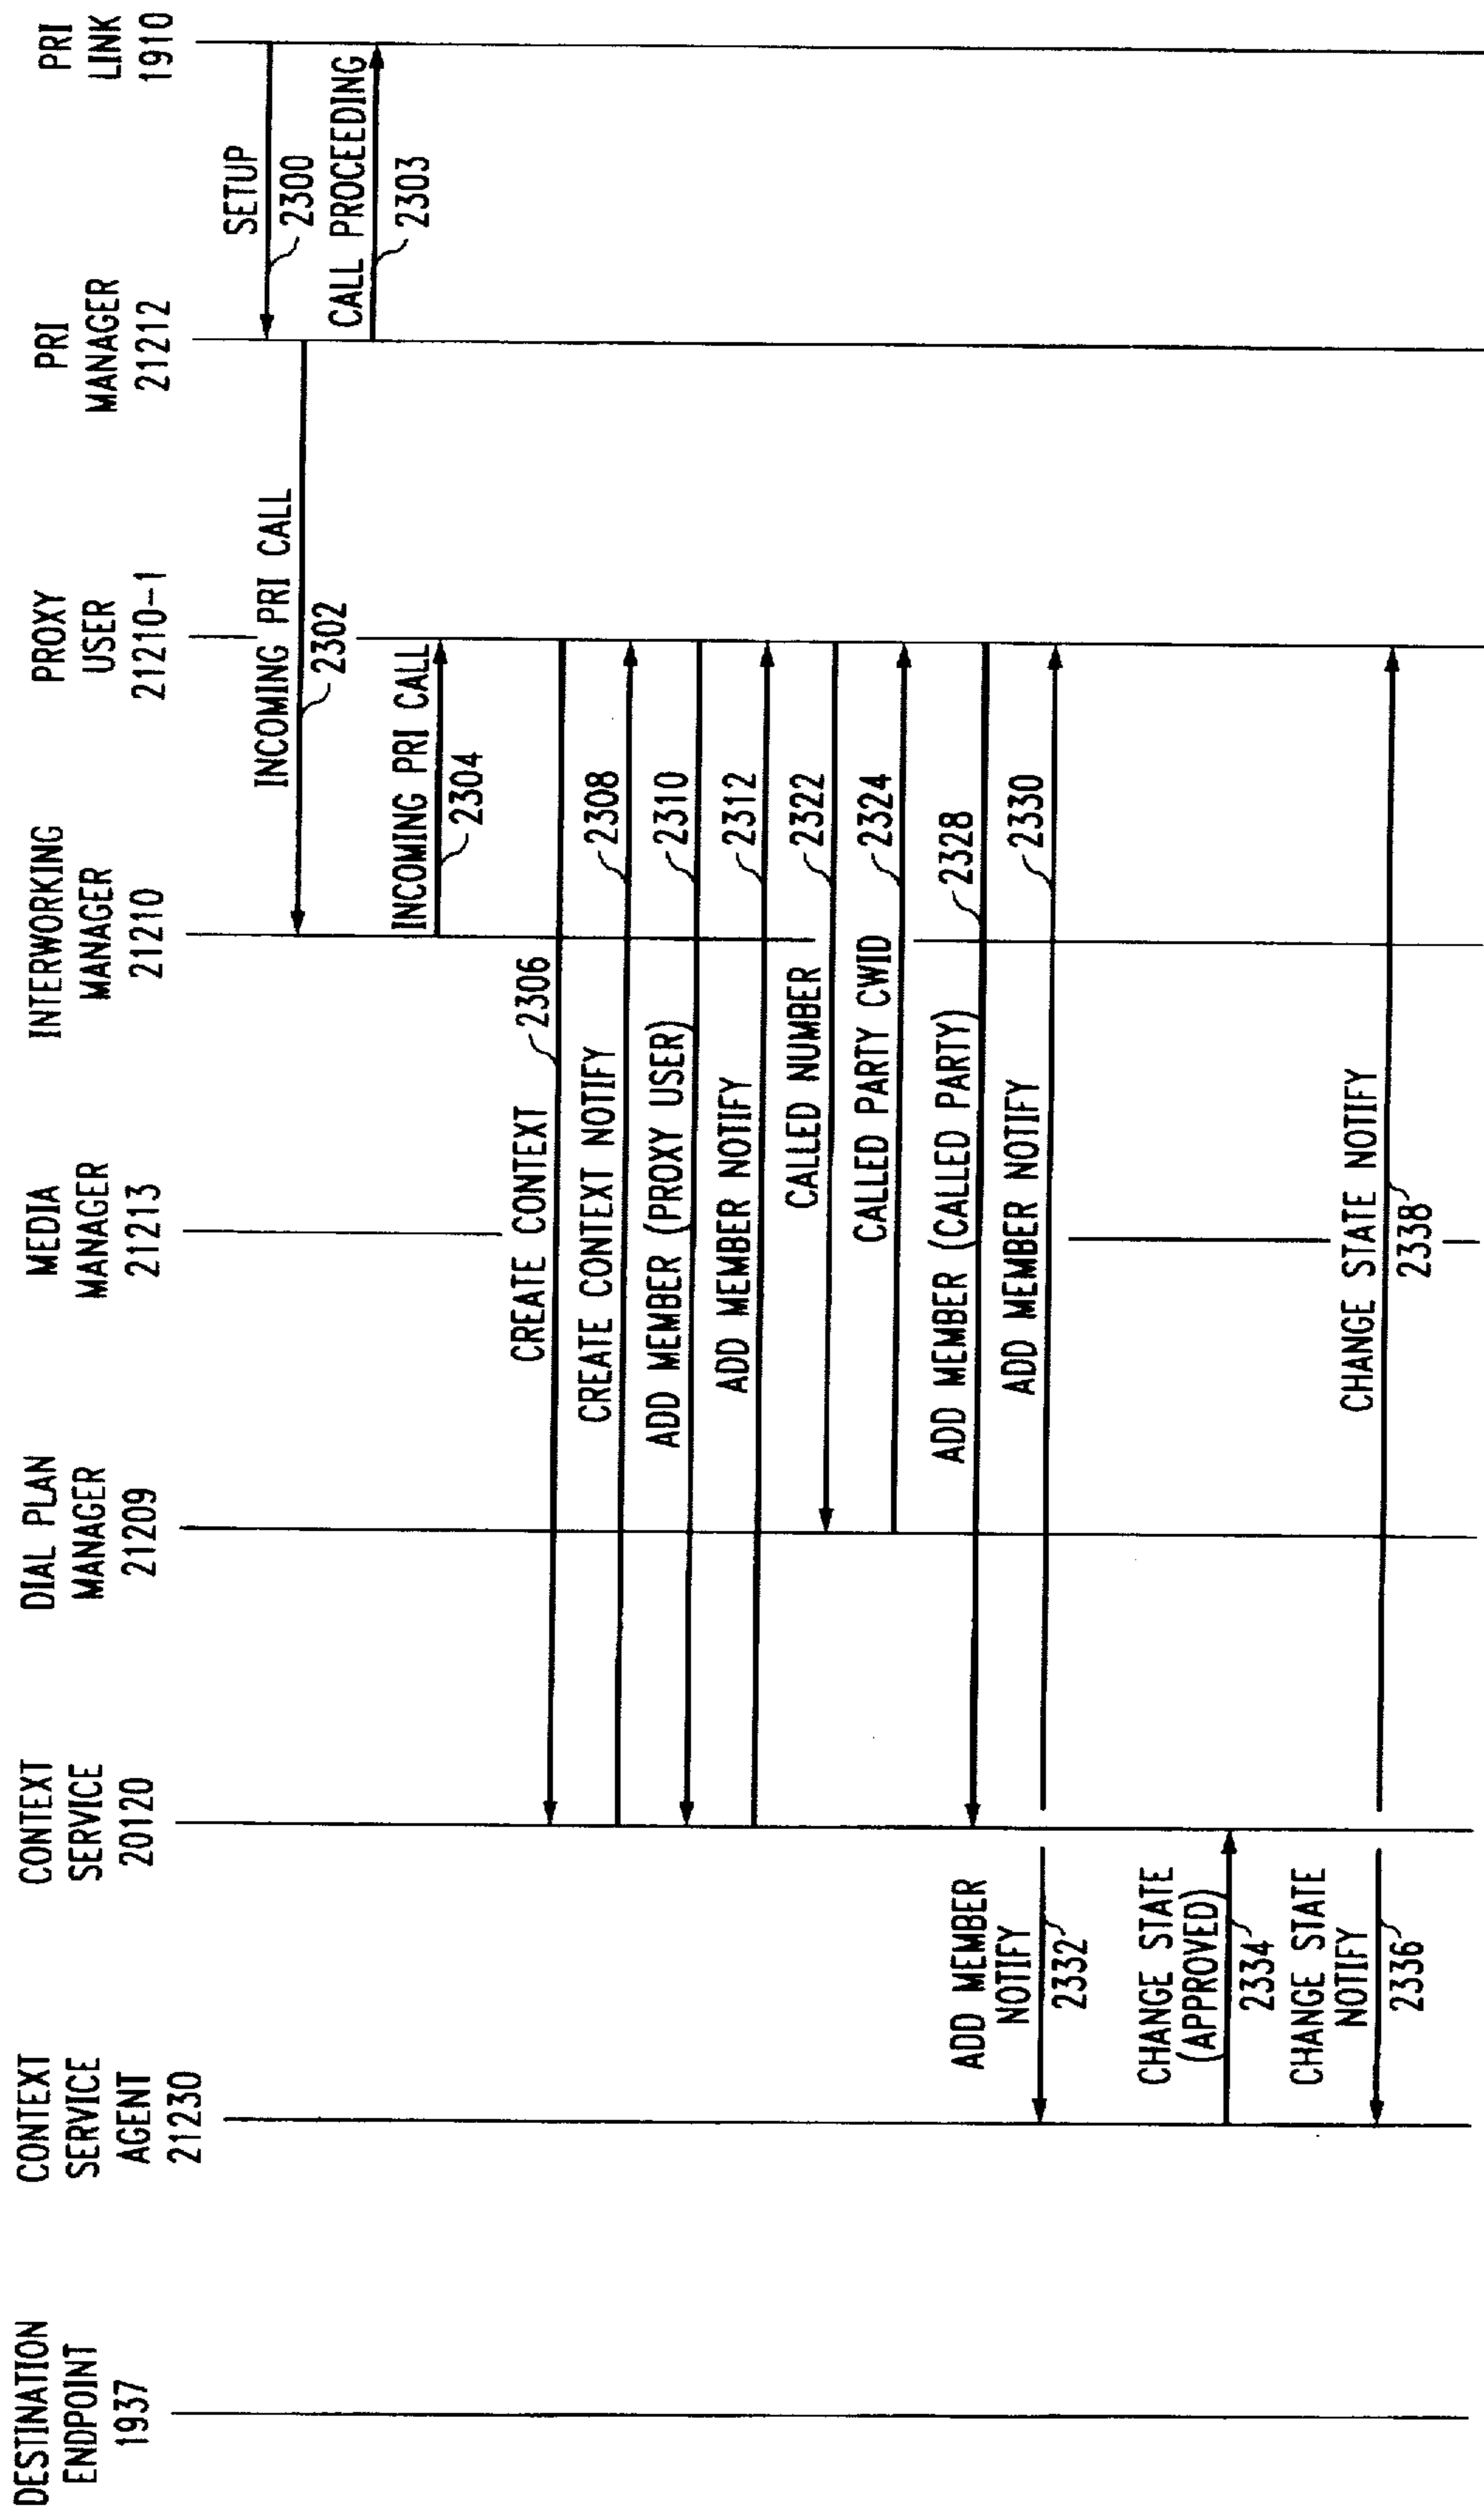 DESTINATION
ENDPOINT
1937
CONTEXT
SERVICE
AGENT
21230
CONTEXT
SERVICE
20120
DIAL PLAN
MANAGER
21209
MEDIA
MANAGER
21213
INTERWORKING
MANAGER
21210
PROXY
USER
21210-1
PRI
MANAGER
21212
PRI
LINK
1910
SETUP
2300
INCOMING PRI CALL
2302
CALL PROCEEDING
2303
INCOMING PRI CALL
2304
CREATE CONTEXT
2306
CREATE CONTEXT NOTIFY
2308
ADD MEMBER (PROXY USER)
2310
ADD MEMBER NOTIFY
2312
CALLED NUMBER
2322
CALLED PARTY CWID
2324
ADD MEMBER (CALLED PARTY)
2328
ADD MEMBER NOTIFY
2330
ADD MEMBER
NOTIFY
2332
CHANGE STATE
(APPROVED)
2334
CHANGE STATE
NOTIFY
2336
CHANGE STATE NOTIFY
2338